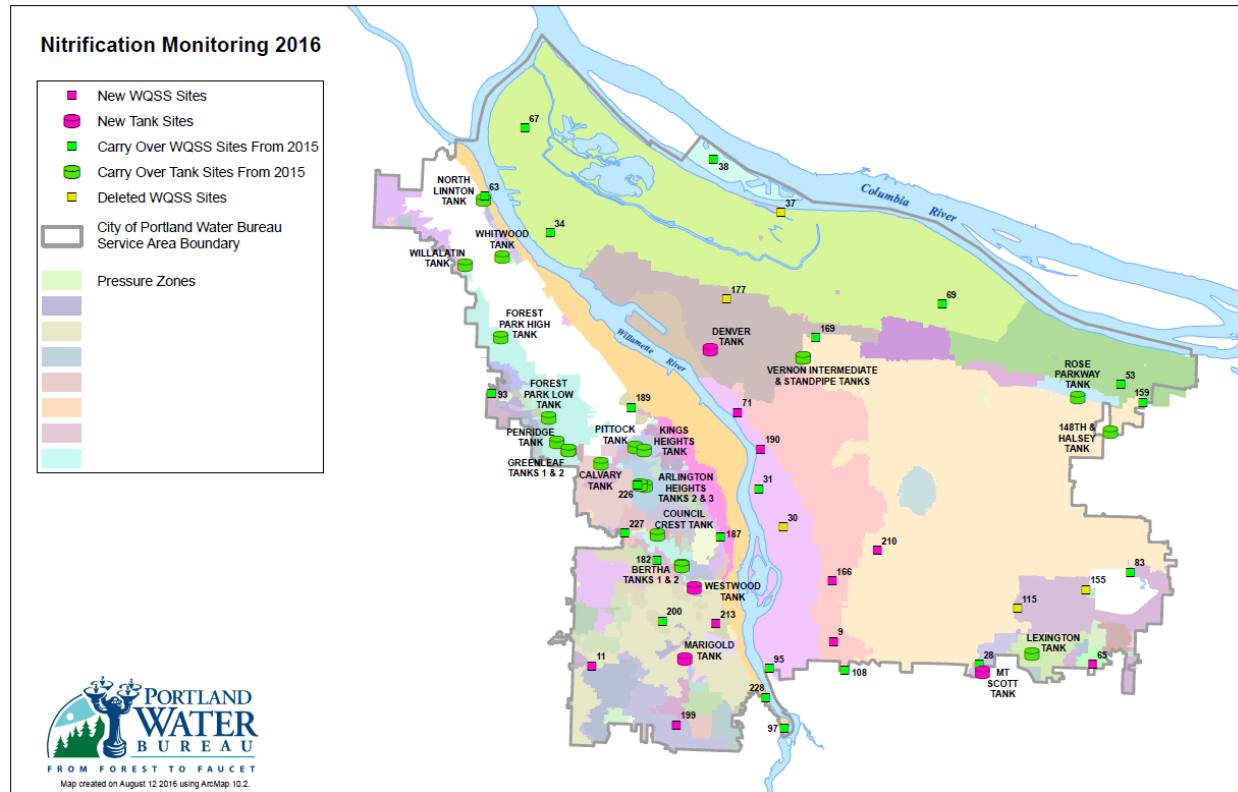 Nitrification Monitoring 2016
New WQSS Sites
New Tank Sites
Carry Over WQSS Sites From 2015
Carry Over Tank Sites From 2015
Deleted WQSS Sites
City of Portland Water Bureau
Service Area Boundary
Pressure Zones
67
38
Columbia
River
37
NORTH
LINNTON
TANK
63
34
WHITWOOD
TANK
WILLALATIN
TANK
177
69
169
DENVER
TANK
Willamette
River
FOREST
PARK HIGH
TANK
VERNON INTERMEDIATE
& STANDPIPE TANKS
ROSE
PARKWAY
TANK
53
159
93
FOREST
PARK LOW
TANK
189
71
PENRIDGE
TANK
PITTOCK
TANK
KINGS
HEIGHTS
TANK
148TH &
HALSEY
TANK
GREENLEAF
TANKS 1 & 2
CALVARY
TANK
190
226
ARLINGTON
HEIGHTS
TANKS 2 & 3
31
COUNCIL
CREST TANK
227
187
30
210
182
BERTHA
TANKS 1 & 2
WESTWOOD
TANK
166
83
155
115
200
213
9
MARIGOLD
TANK
11
95
108
28
LEXINGTON
TANK
65
MT
SCOTT
TANK
228
199
97
PORTLAND
WATER
BUREAU
FROM FOREST TO FAUCET
Map created on August 12 2016 using ArcMap 10.2.